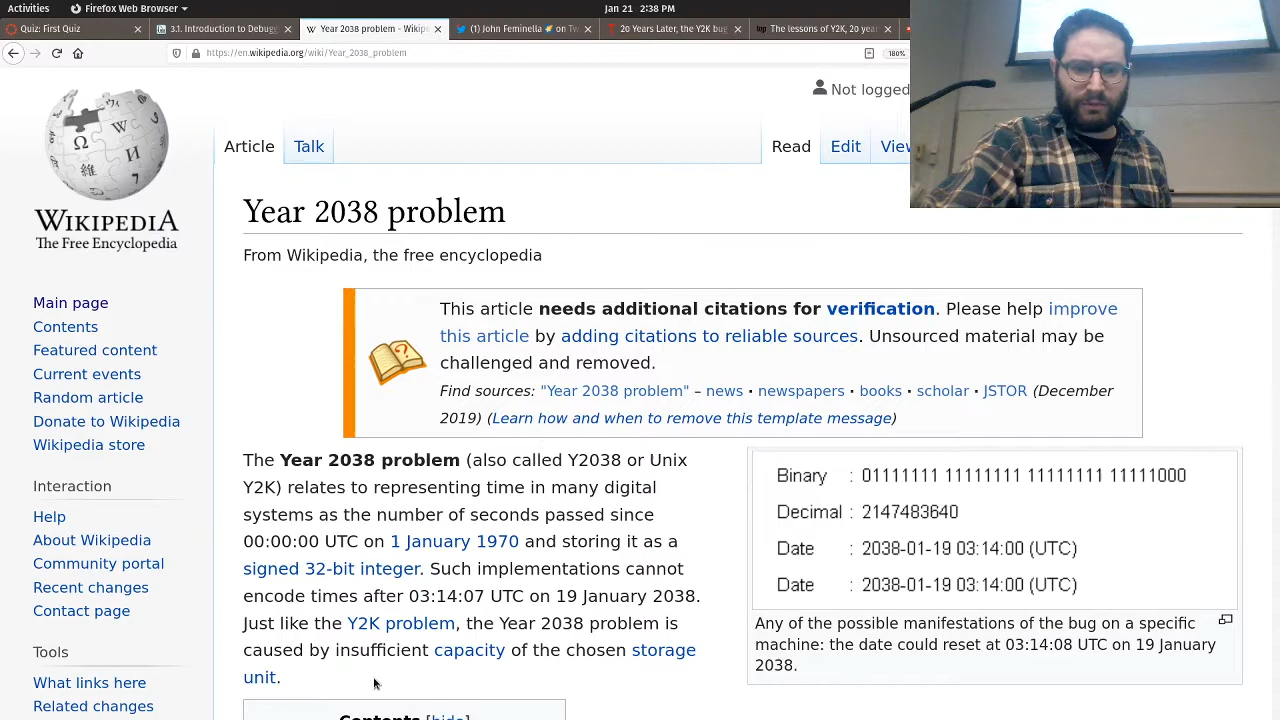 Activities
Firefox Web Browser
Jan 21 2:38 PM
Quiz: First Quiz
3.1. Introduction to Debugg
Year 2038 problem - Wikip
(1) John Feminella on Tw
20 Years Later, the Y2K bug
The lessons of Y2K, 20 yea
https://en.wikipedia.org/wiki/Year_2038_problem
180%
Not logged
Article
Talk
Read
Edit
View
WIKIPEDIA
The Free Encyclopedia
Main page
Contents
Featured content
Current events
Random article
Donate to Wikipedia
Wikipedia store
Interaction
Help
About Wikipedia
Community portal
Recent changes
Contact page
Tools
What links here
Related changes
Year 2038 problem
From Wikipedia, the free encyclopedia
This article needs additional citations for verification. Please help improve
this article by adding citations to reliable sources. Unsourced material may be
challenged and removed.
Find sources: "Year 2038 problem" – news · newspapers · books · scholar · JSTOR (December
2019) (Learn how and when to remove this template message)
The Year 2038 problem (also called Y2038 or Unix
Y2K) relates to representing time in many digital
systems as the number of seconds passed since
00:00:00 UTC on 1 January 1970 and storing it as a
signed 32-bit integer. Such implementations cannot
encode times after 03:14:07 UTC on 19 January 2038.
Just like the Y2K problem, the Year 2038 problem is
caused by insufficient capacity of the chosen storage
unit.
Binary : 01111111 11111111 11111111 11111000
Decimal : 2147483640
Date : 2038-01-19 03:14:00 (UTC)
Date : 2038-01-19 03:14:00 (UTC)
Any of the possible manifestations of the bug on a specific
machine: the date could reset at 03:14:08 UTC on 19 January
2038.
Contents [hide]